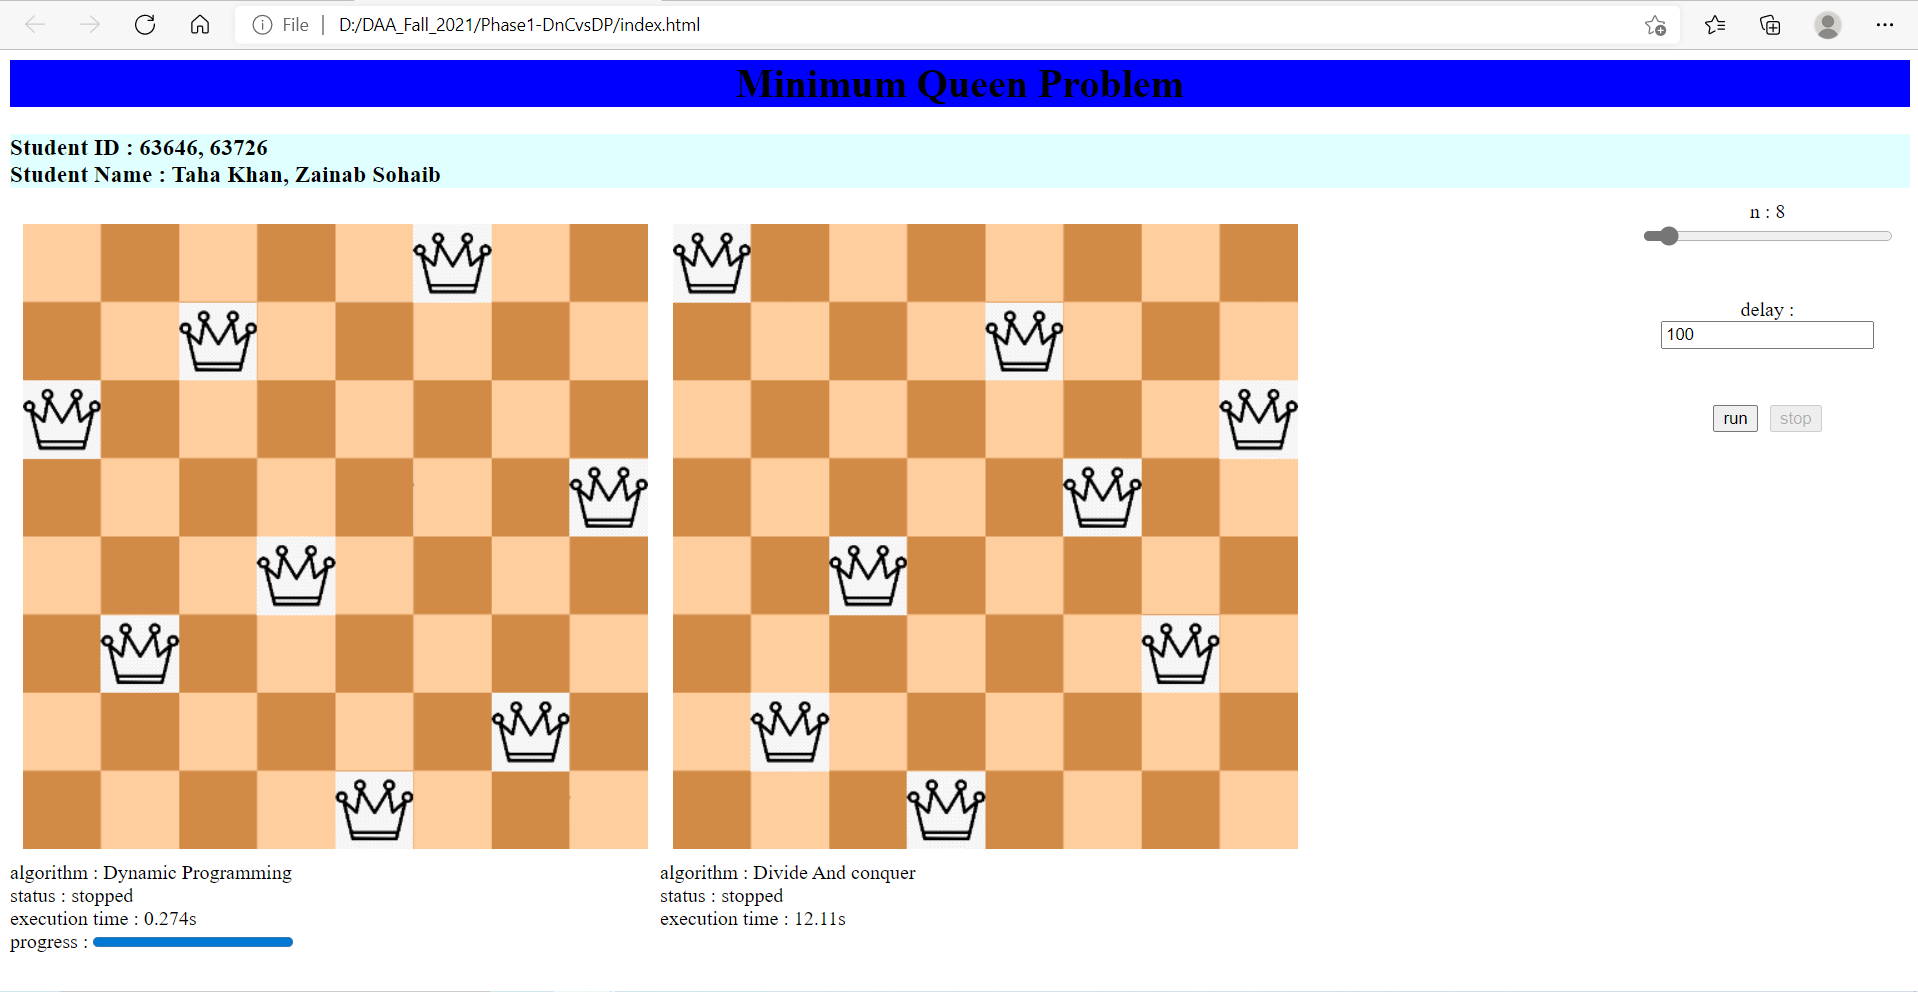 File | D:/DAA_Fall_2021/Phase1-DnCvsDP/index.html
Minimum Queen Problem
Student ID : 63646, 63726
Student Name : Taha Khan, Zainab Sohaib
n : 8
delay :
100
run stop
algorithm : Dynamic Programming
status : stopped
execution time : 0.274s
progress :
algorithm : Divide And conquer
status : stopped
execution time : 12.11s